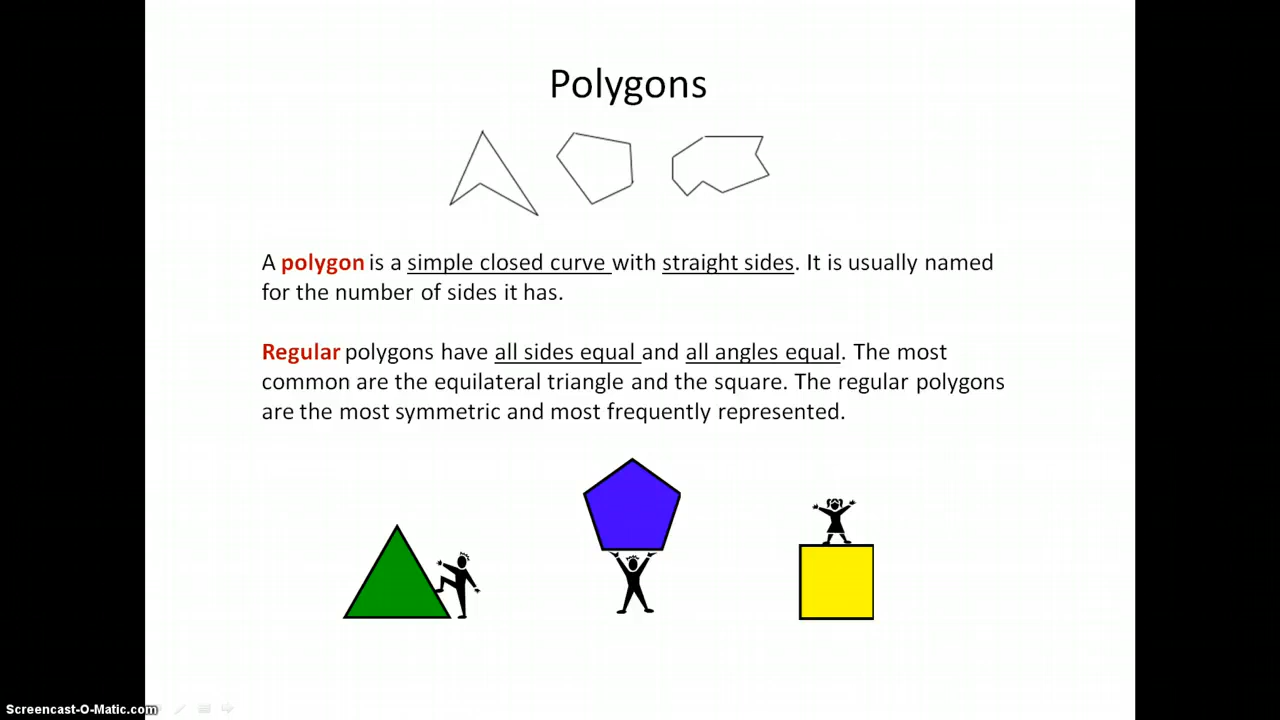 Polygons
A polygon is a simple closed curve with straight sides. It is usually named
for the number of sides it has.
Regular polygons have all sides equal and all angles equal. The most
common are the equilateral triangle and the square. The regular polygons
are the most symmetric and most frequently represented.
Screencast-O-Matic.com